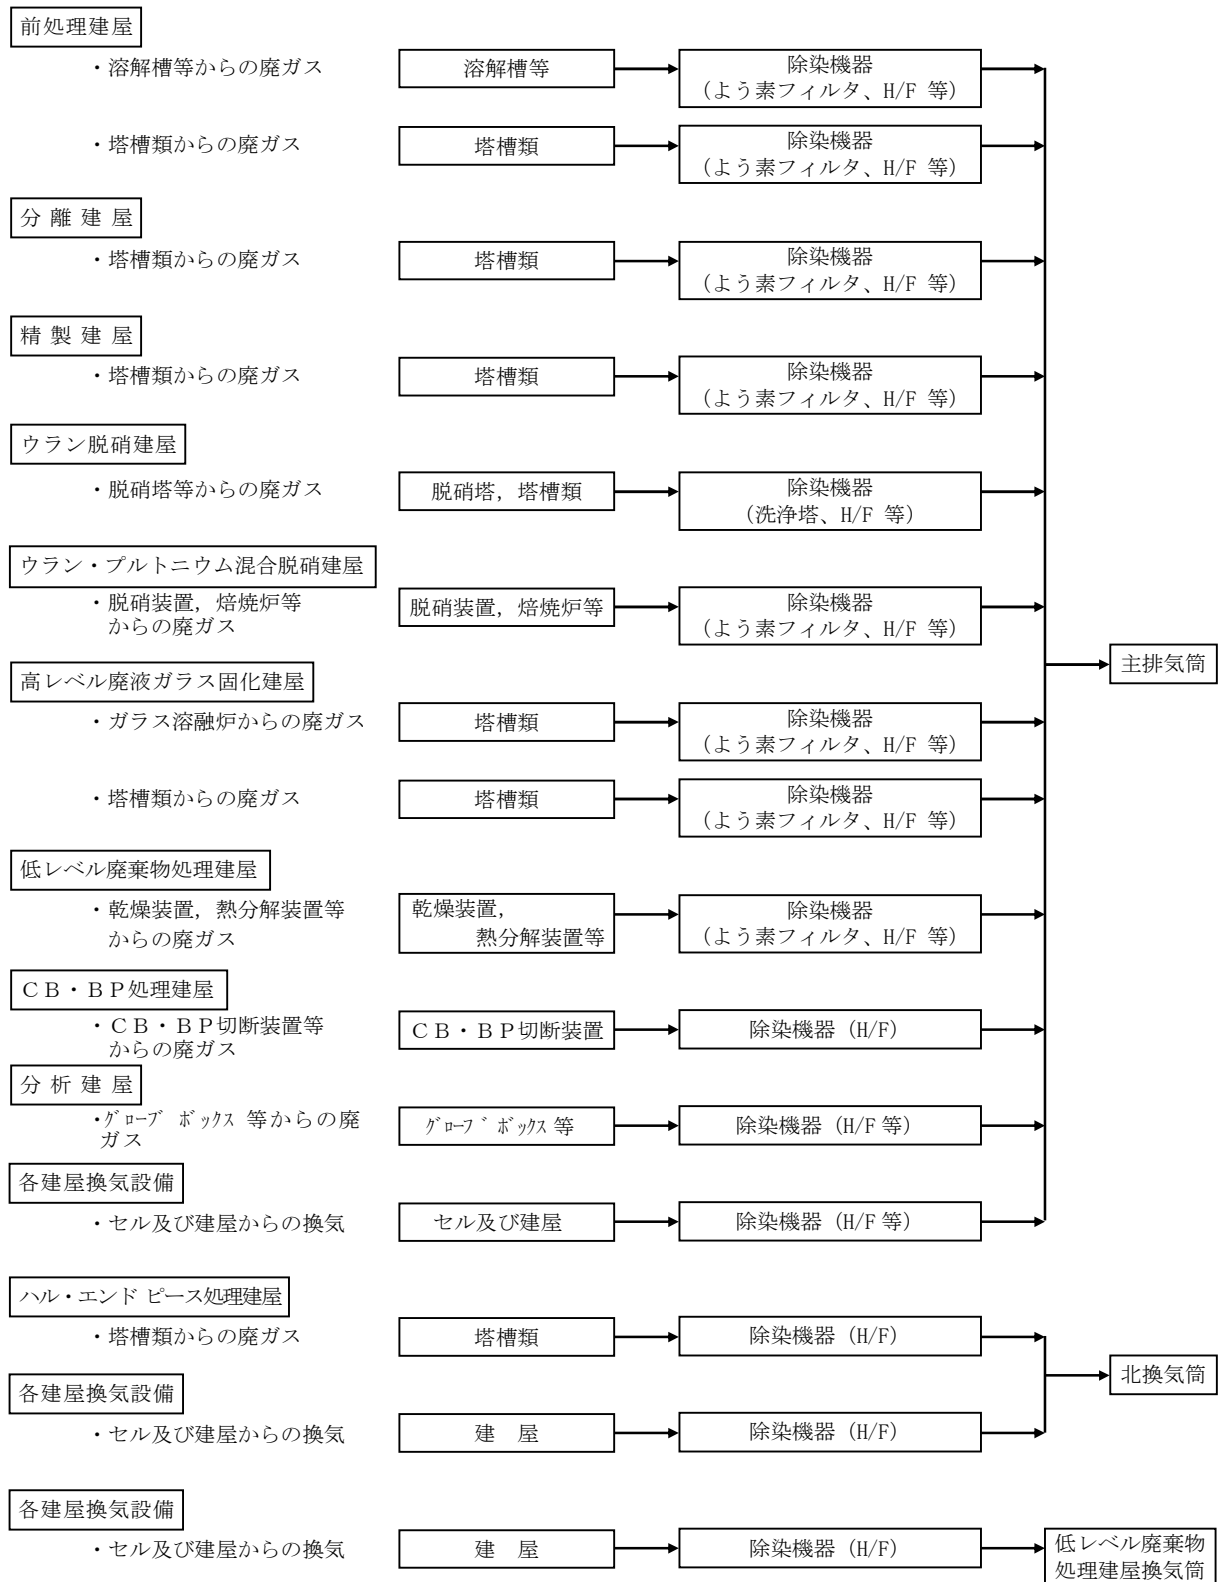 前処理建屋
・溶解槽等からの廃ガス
溶解槽等
除染機器
(よう素フィルタ、H/F 等)
・塔槽類からの廃ガス
塔槽類
除染機器
(よう素フィルタ、H/F 等)
分離建屋
・塔槽類からの廃ガス
塔槽類
除染機器
(よう素フィルタ、H/F 等)
精製建屋
・塔槽類からの廃ガス
塔槽類
除染機器
(よう素フィルタ、H/F 等)
ウラン脱硝建屋
・脱硝塔等からの廃ガス
脱硝塔，塔槽類
除染機器
(洗浄塔、H/F 等)
ウラン・プルトニウム混合脱硝建屋
・脱硝装置，焙焼炉等
からの廃ガス
脱硝装置，焙焼炉等
除染機器
(よう素フィルタ、H/F 等)
主排気筒
高レベル廃液ガラス固化建屋
・ガラス溶融炉からの廃ガス
塔槽類
除染機器
(よう素フィルタ、H/F 等)
・塔槽類からの廃ガス
塔槽類
除染機器
(よう素フィルタ、H/F 等)
低レベル廃棄物処理建屋
・乾燥装置，熱分解装置等
からの廃ガス
乾燥装置，
熱分解装置等
除染機器
(よう素フィルタ、H/F 等)
ＣＢ・ＢＰ処理建屋
・ＣＢ・ＢＰ切断装置等
からの廃ガス
ＣＢ・ＢＰ切断装置
除染機器 (H/F)
分析建屋
・ｸﾞﾛｰﾌﾞ ﾎﾞｯｸｽ 等からの廃
ガス
ｸﾞﾛｰﾌﾞ ﾎﾞｯｸｽ 等
除染機器 (H/F 等)
各建屋換気設備
・セル及び建屋からの換気
セル及び建屋
除染機器 (H/F 等)
ハル・エンド ピース処理建屋
・塔槽類からの廃ガス
塔槽類
除染機器 (H/F)
北換気筒
各建屋換気設備
・セル及び建屋からの換気
建　屋
除染機器 (H/F)
各建屋換気設備
・セル及び建屋からの換気
建　屋
除染機器 (H/F)
低レベル廃棄物
処理建屋換気筒